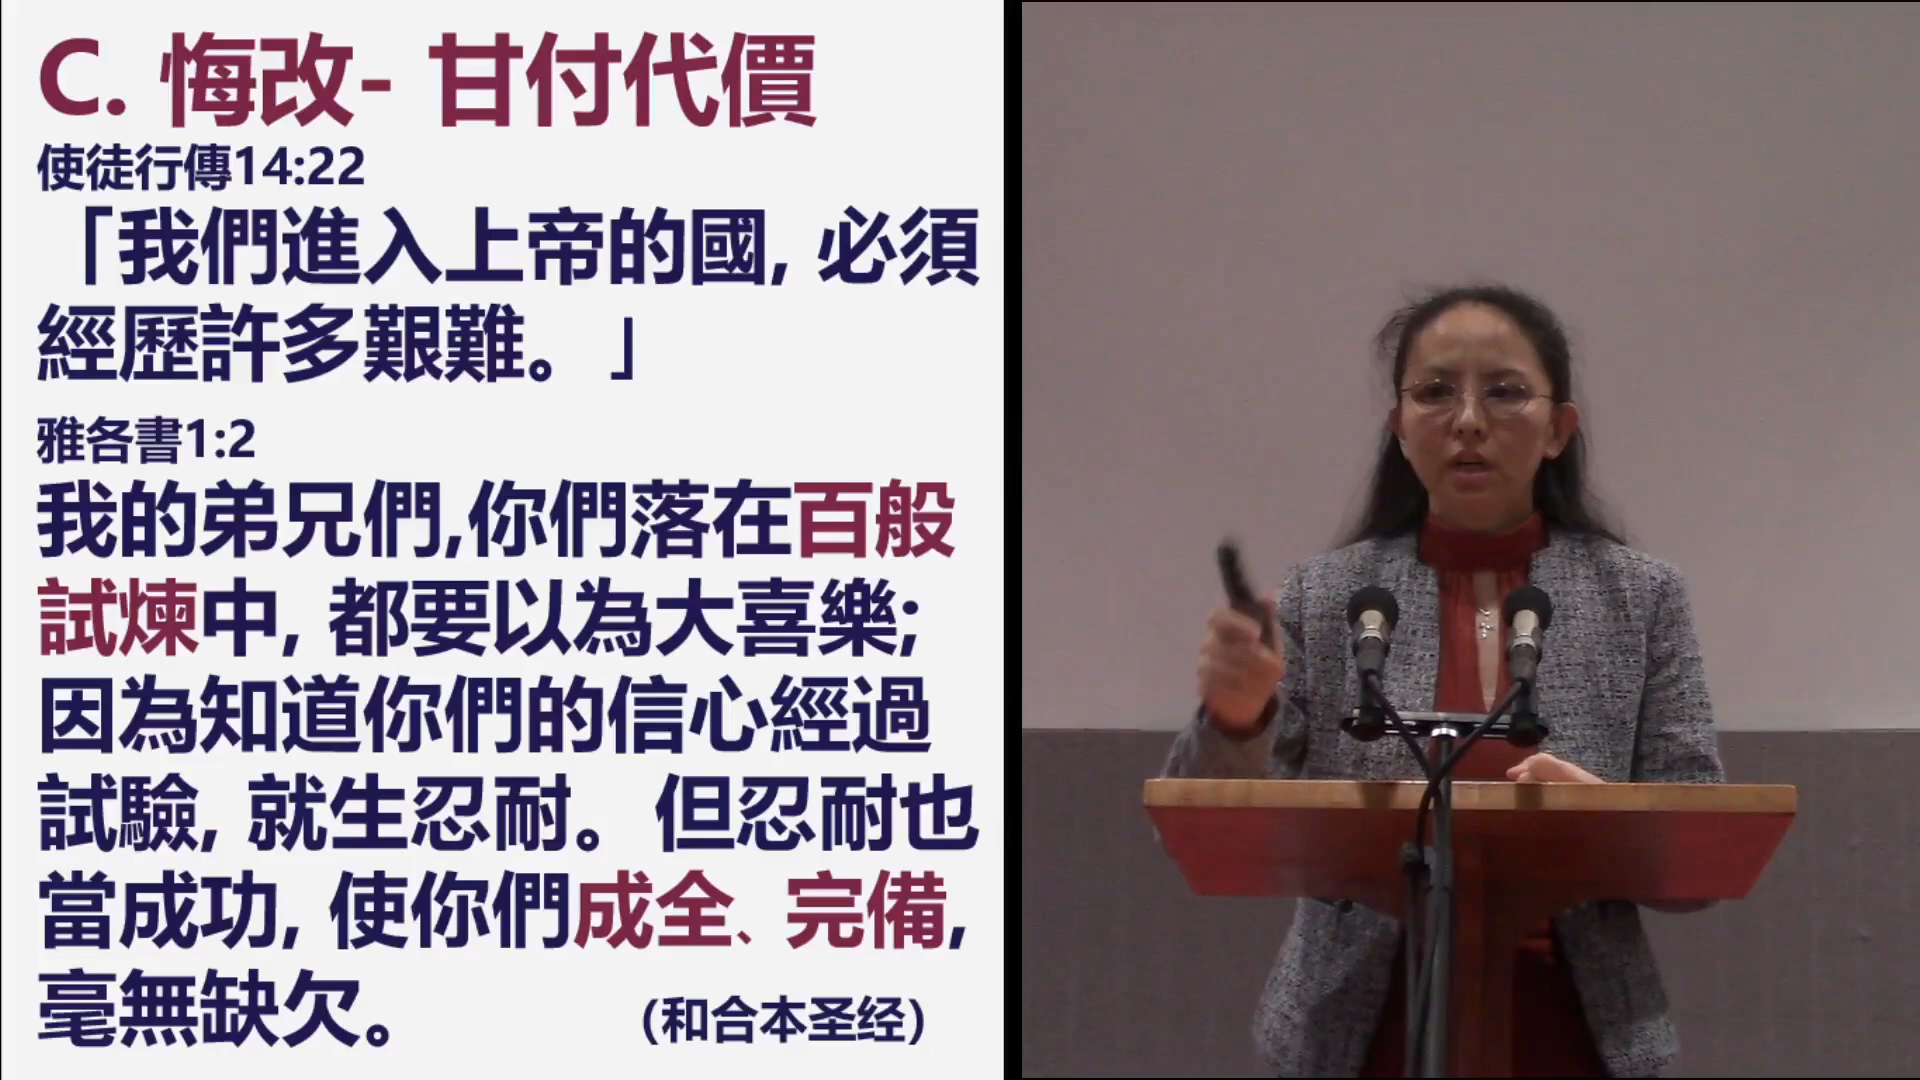 C. 悔改- 甘付代價
使徒行傳14:22
「我們進入上帝的國, 必須
經歷許多艱難。」
雅各書1:2
我的弟兄們,你們落在百般
試煉中, 都要以為大喜樂;
因為知道你們的信心經過
試驗, 就生忍耐。但忍耐也
當成功, 使你們成全、完備,
毫無缺欠。 (和合本圣经)